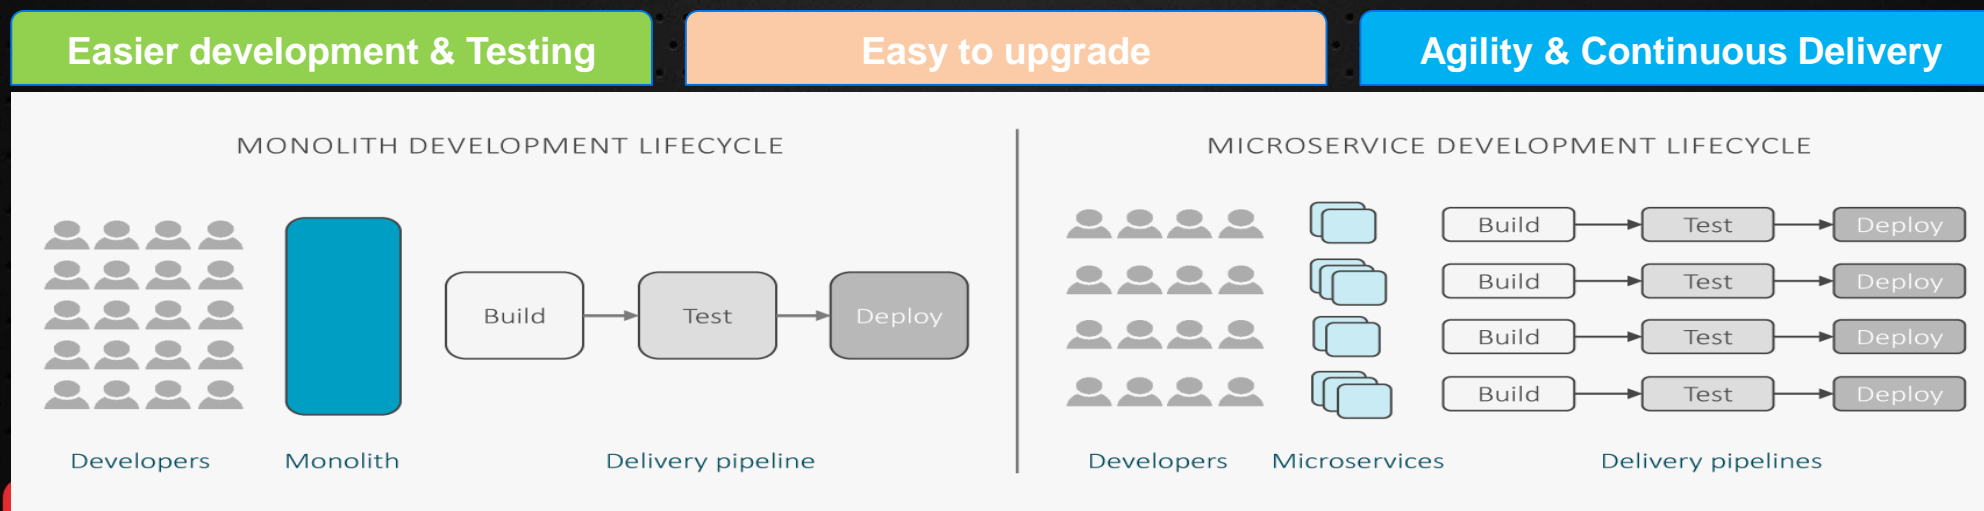 Easier development & Testing
Easy to upgrade
Agility & Continuous Delivery
MONOLITH DEVELOPMENT LIFECYCLE
Build
Test
Deploy
Developers
Monolith
Delivery pipeline
MICROSERVICE DEVELOPMENT LIFECYCLE
Build
Test
Deploy
Build
Test
Deploy
Build
Test
Deploy
Build
Test
Deploy
Developers
Microservices
Delivery pipelines